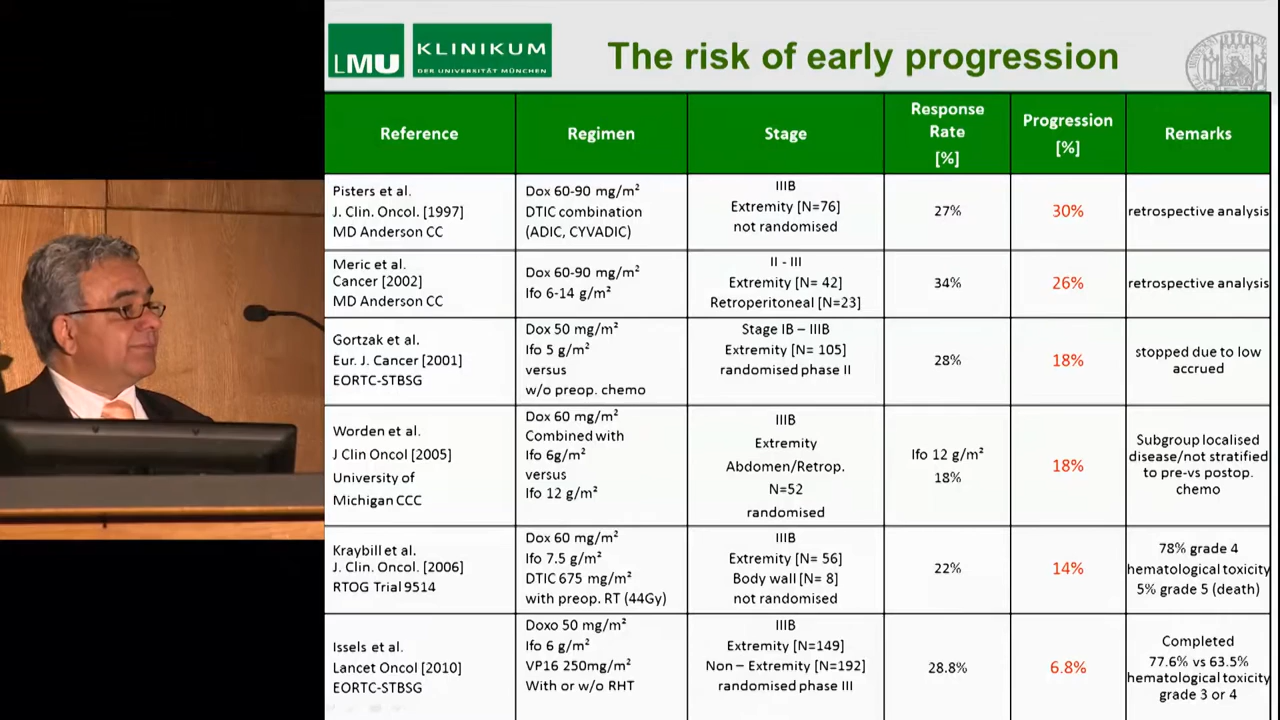 LMU
KLINIKUM
DER UNIVERSITÄT MÜNCHEN
The risk of early progression
Reference
Regimen
Stage
Response
Rate
[%]
Progression
[%]
Remarks
Pisters et al.
J. Clin. Oncol. [1997]
MD Anderson CC
Dox 60-90 mg/m²
DTIC combination
(ADIC, CYVADIC)
IIIB
Extremity [N=76]
not randomised
27%
30%
retrospective analysis
Meric et al.
Cancer [2002]
MD Anderson CC
Dox 60-90 mg/m²
Ifo 6-14 g/m²
II - III
Extremity [N= 42]
Retroperitoneal [N=23]
34%
26%
retrospective analysis
Gortzak et al.
Eur. J. Cancer [2001]
EORTC-STBSG
Dox 50 mg/m²
Ifo 5 g/m²
versus
w/o preop. chemo
Stage IB – IIIB
Extremity [N= 105]
randomised phase II
28%
18%
stopped due to low
accrued
Worden et al.
J Clin Oncol [2005]
University of
Michigan CCC
Dox 60 mg/m²
Combined with
Ifo 6g/m²
versus
Ifo 12 g/m²
IIIB
Extremity
Abdomen/Retrop.
N=52
randomised
Ifo 12 g/m²
18%
18%
Subgroup localised
disease/not stratified
to pre-vs postop.
chemo
Kraybill et al.
J. Clin. Oncol. [2006]
RTOG Trial 9514
Dox 60 mg/m²
Ifo 7.5 g/m²
DTIC 675 mg/m²
with preop. RT (44Gy)
IIIB
Extremity [N= 56]
Body wall [N= 8]
not randomised
22%
14%
78% grade 4
hematological toxicity
5% grade 5 (death)
Issels et al.
Lancet Oncol [2010]
EORTC-STBSG
Doxo 50 mg/m²
Ifo 6 g/m²
VP16 250mg/m²
With or w/o RHT
IIIB
Extremity [N=149]
Non – Extremity [N=192]
randomised phase III
28.8%
6.8%
Completed
77.6% vs 63.5%
hematological toxicity
grade 3 or 4